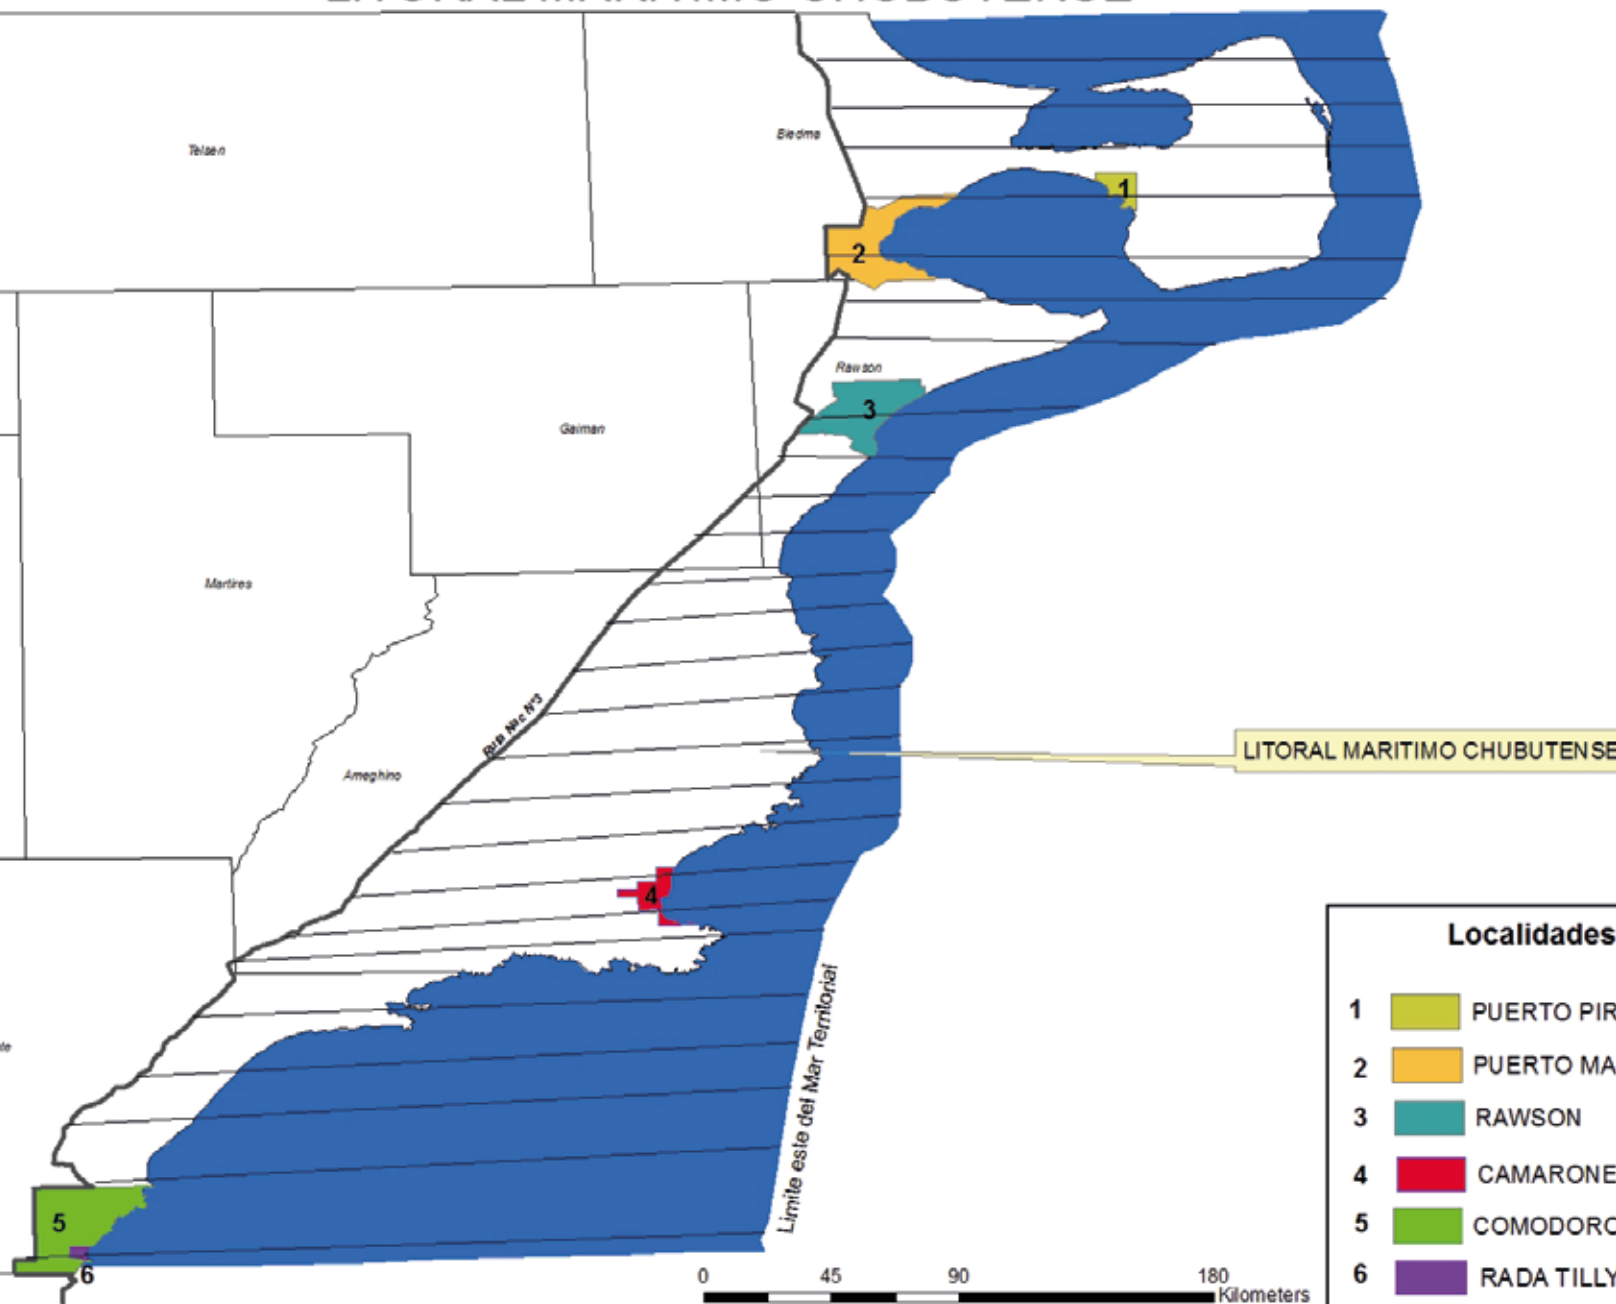 Telsen
Biedma
1
2
Rawson
3
Gaiman
Martires
Ruta Nac Nº3
LITORAL MARITIMO CHUBUTENSE
Ameghino
4
Localidades
Limite este del Mar Territorial
1 PUERTO PIR
2 PUERTO MA
te
3 RAWSON
4 CAMARONE
5
5 COMODORO
6
6 RADA TILLY
0 45 90 180
Kilometers